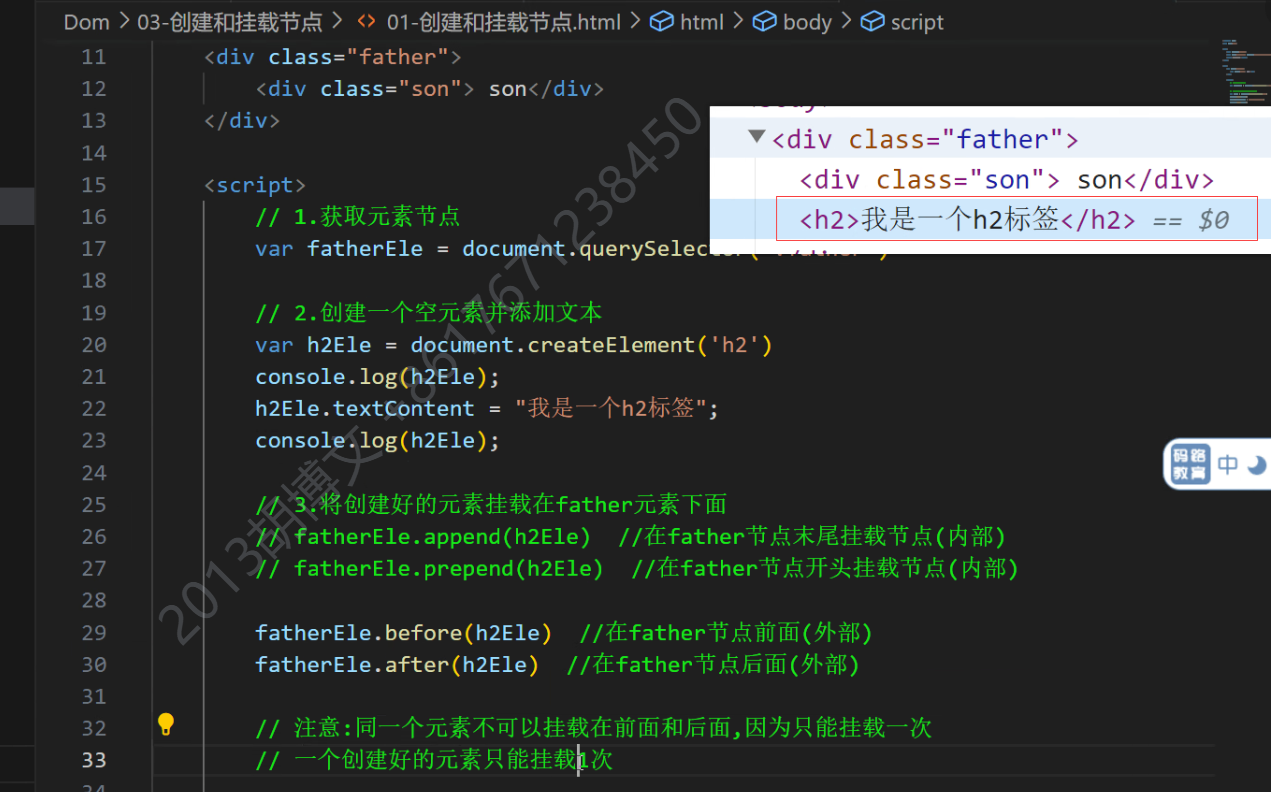 Dom > 03-创建和挂载节点 > <> 01-创建和挂载节点.html > html > body > script
11 <div class="father">
12 <div class="son"> son</div>
13 </div>
14
15 <script>
16 // 1.获取元素节点
17 var fatherEle = document.querySelector
18
19 // 2.创建一个空元素并添加文本
20 var h2Ele = document.createElement('h2')
21 console.log(h2Ele);
22 h2Ele.textContent = "我是一个h2标签";
23 console.log(h2Ele);
24
25 // 3.将创建好的元素挂载在father元素下面
26 // fatherEle.append(h2Ele) //在father节点末尾挂载节点(内部)
27 // fatherEle.prepend(h2Ele) //在father节点开头挂载节点(内部)
28
29 fatherEle.before(h2Ele) //在father节点前面(外部)
30 fatherEle.after(h2Ele) //在father节点后面(外部)
31
32 // 注意:同一个元素不可以挂载在前面和后面,因为只能挂载一次
33 // 一个创建好的元素只能挂载1次
34
<div class="father">
<div class="son"> son</div>
<h2>我是一个h2标签</h2> == $0
码路
教育
中
2013胡博文+8617671238450